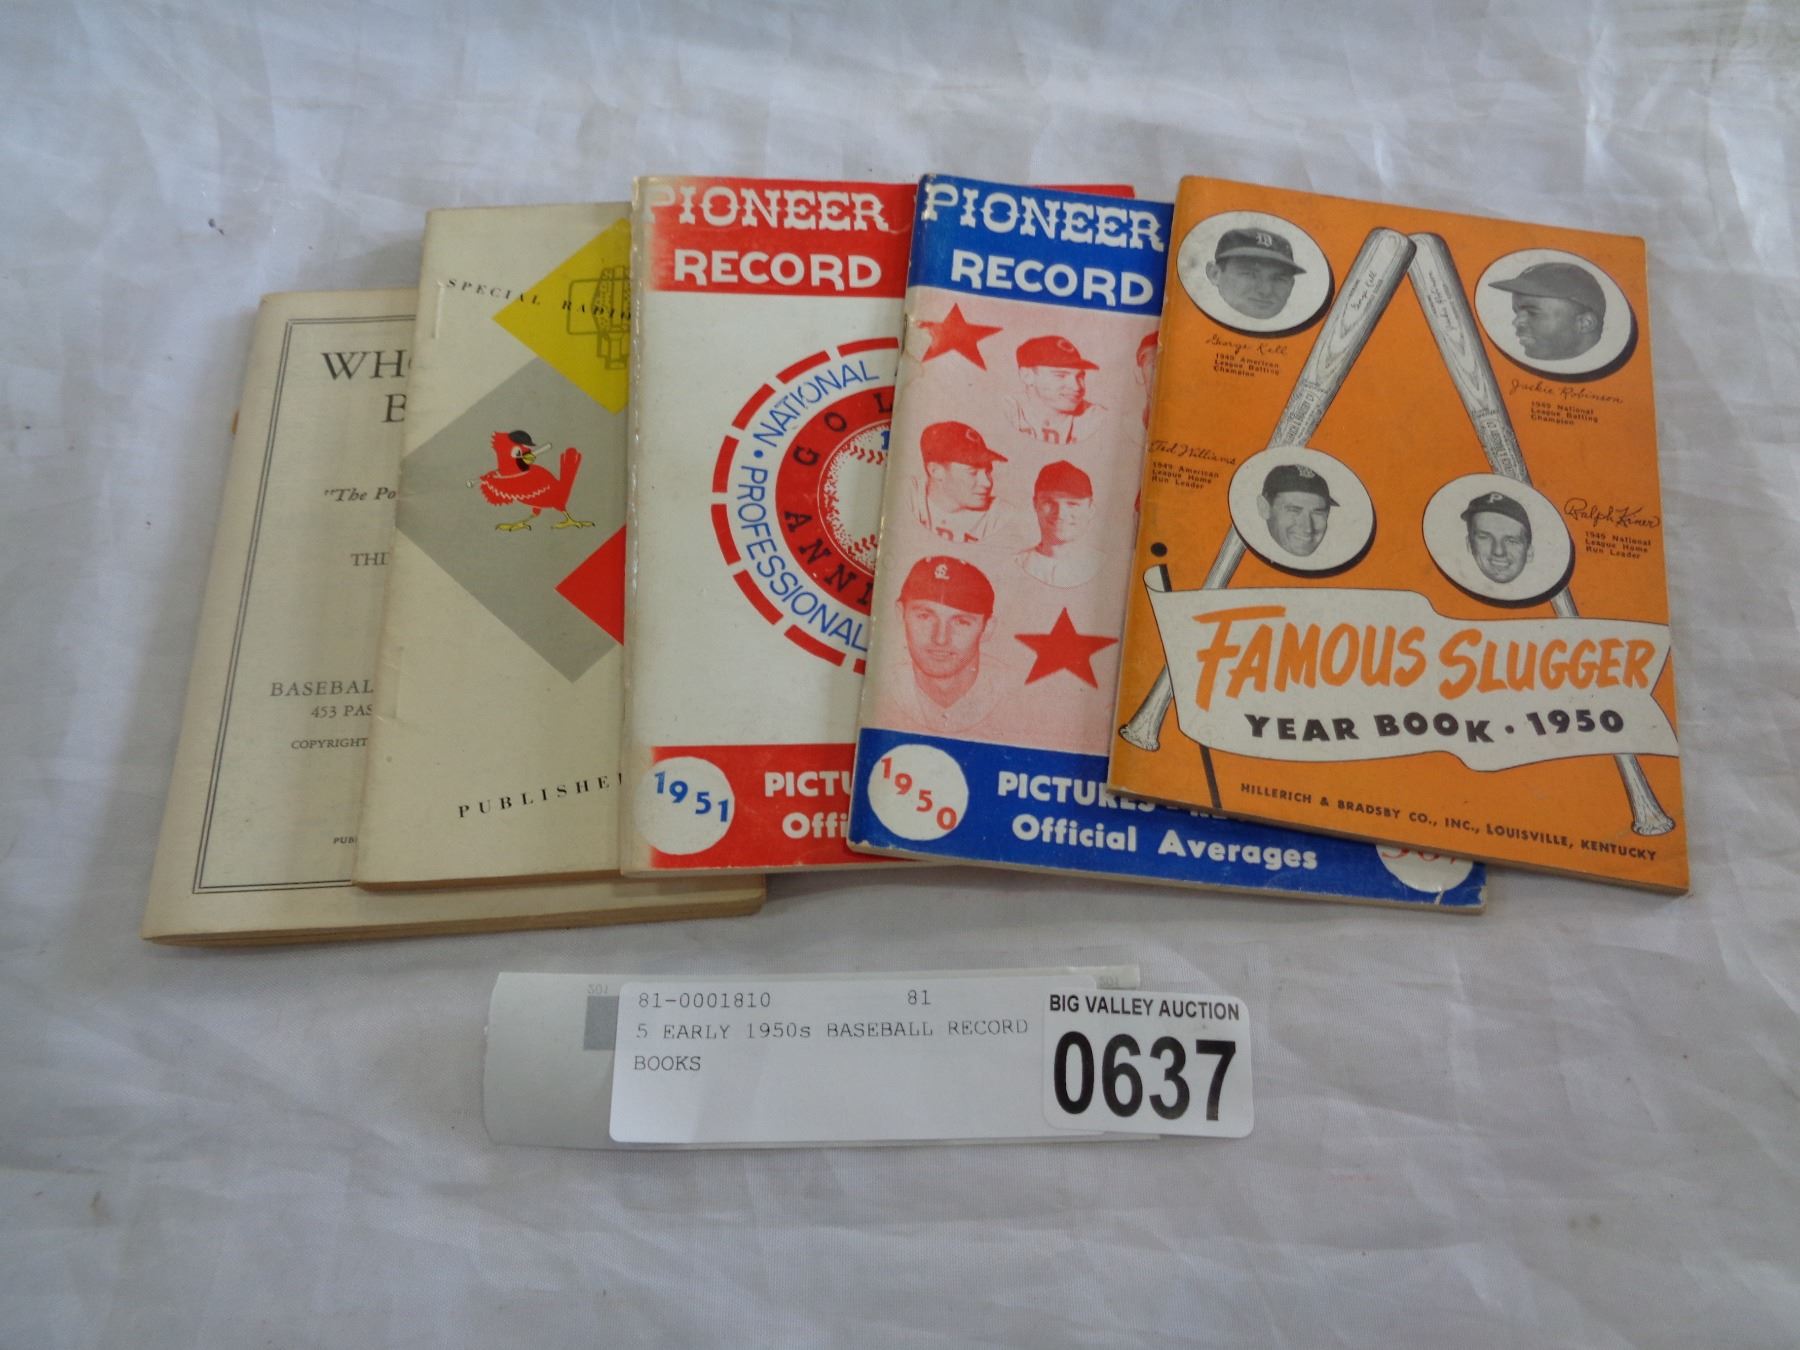 "The
THE
BASEBAL
453 PAS
COPYRIGHT
PUB
SPECIAL RADIO
PUBLISHE
PIONEER
RECORD
NATIONAL
• PROFESSIONAL
GOL
ANNI
1951
PICTU
Offi
PIONEER
RECORD
1950
PICTURES
Official Averages
George Kell
1949 American
League Batting
Champion
Jackie Robinson
1949 National
League Batting
Champion
Ted Williams
1949 American
League Home
Run Leader
Ralph Kiner
1949 National
League Home
Run Leader
FAMOUS SLUGGER
YEAR BOOK • 1950
HILLERICH & BRADSBY CO., INC., LOUISVILLE, KENTUCKY
81-0001810 81
5 EARLY 1950s BASEBALL RECORD
BOOKS
BIG VALLEY AUCTION
0637